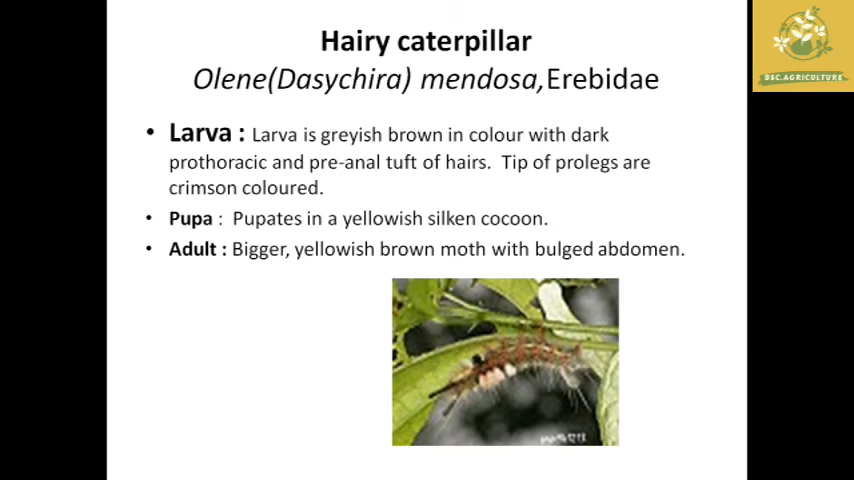 Hairy caterpillar
Olene(Dasychira) mendosa,Erebidae
BSC.AGRICULTURE
• Larva : Larva is greyish brown in colour with dark
prothoracic and pre-anal tuft of hairs. Tip of prolegs are
crimson coloured.
• Pupa : Pupates in a yellowish silken cocoon.
• Adult : Bigger, yellowish brown moth with bulged abdomen.